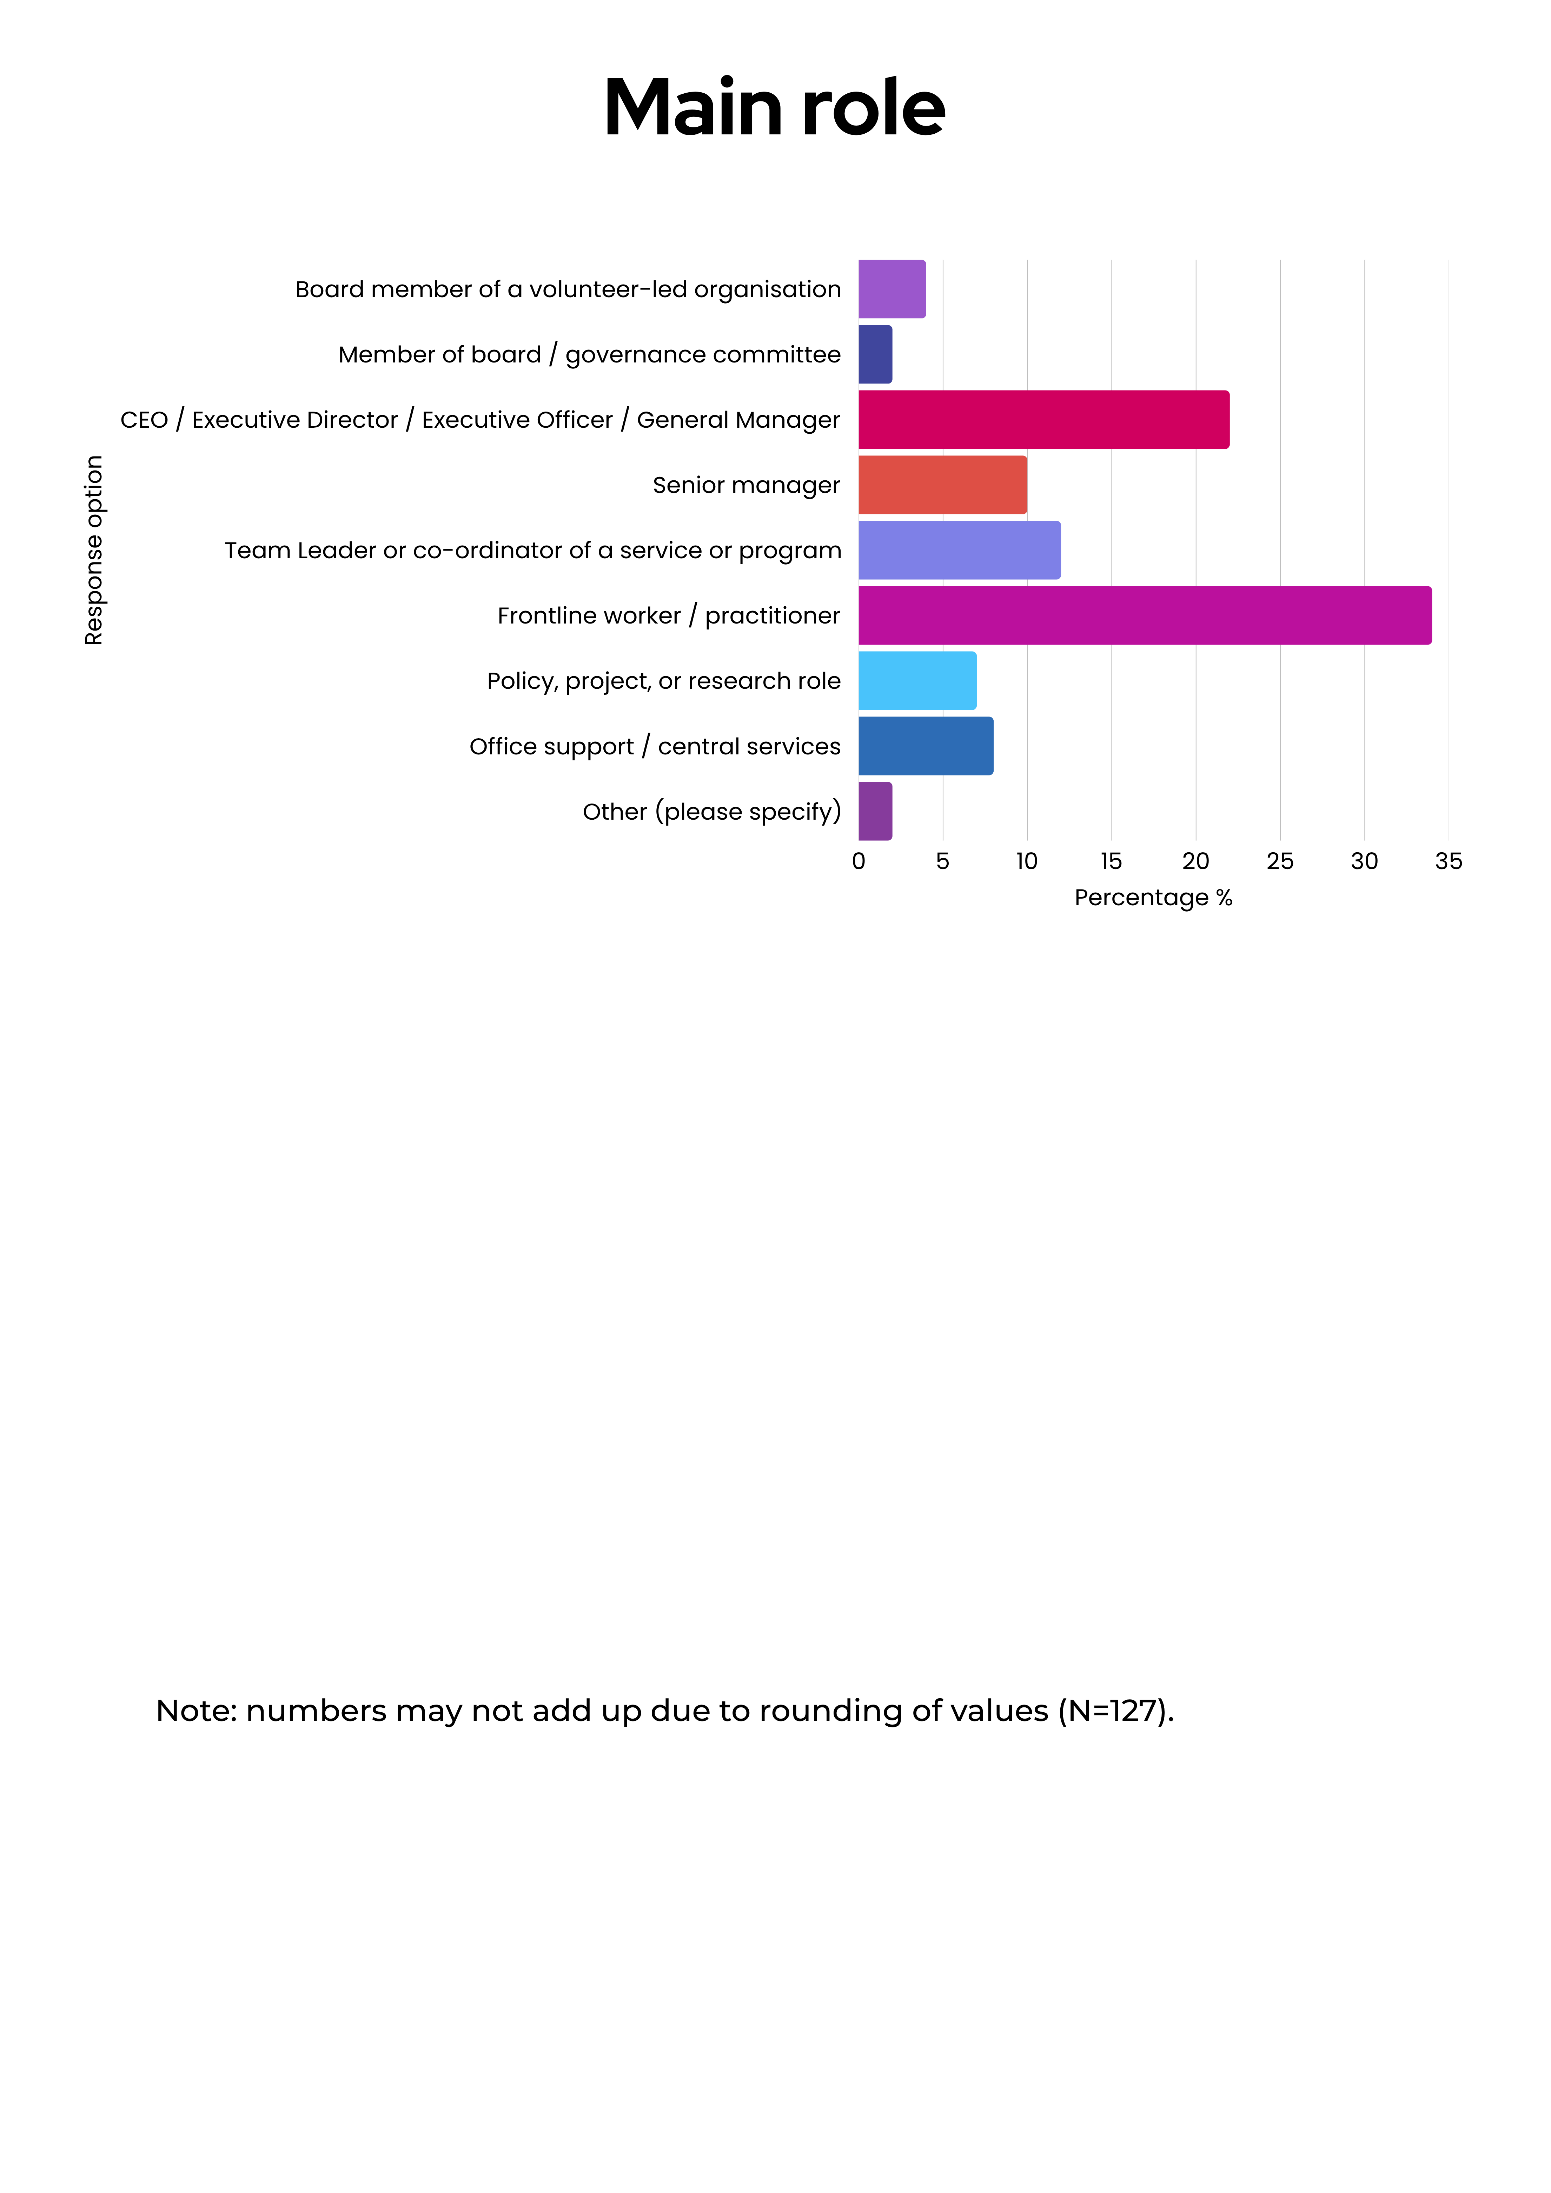 Main role
Board member of a volunteer-led organisation
Member of board / governance committee
CEO / Executive Director / Executive Officer / General Manager
Senior manager
Team Leader or co-ordinator of a service or program
Frontline worker / practitioner
Policy, project, or research role
Office support / central services
Other (please specify)
Response option
0 5 10 15 20 25 30 35
Percentage %
Note: numbers may not add up due to rounding of values (N=127).